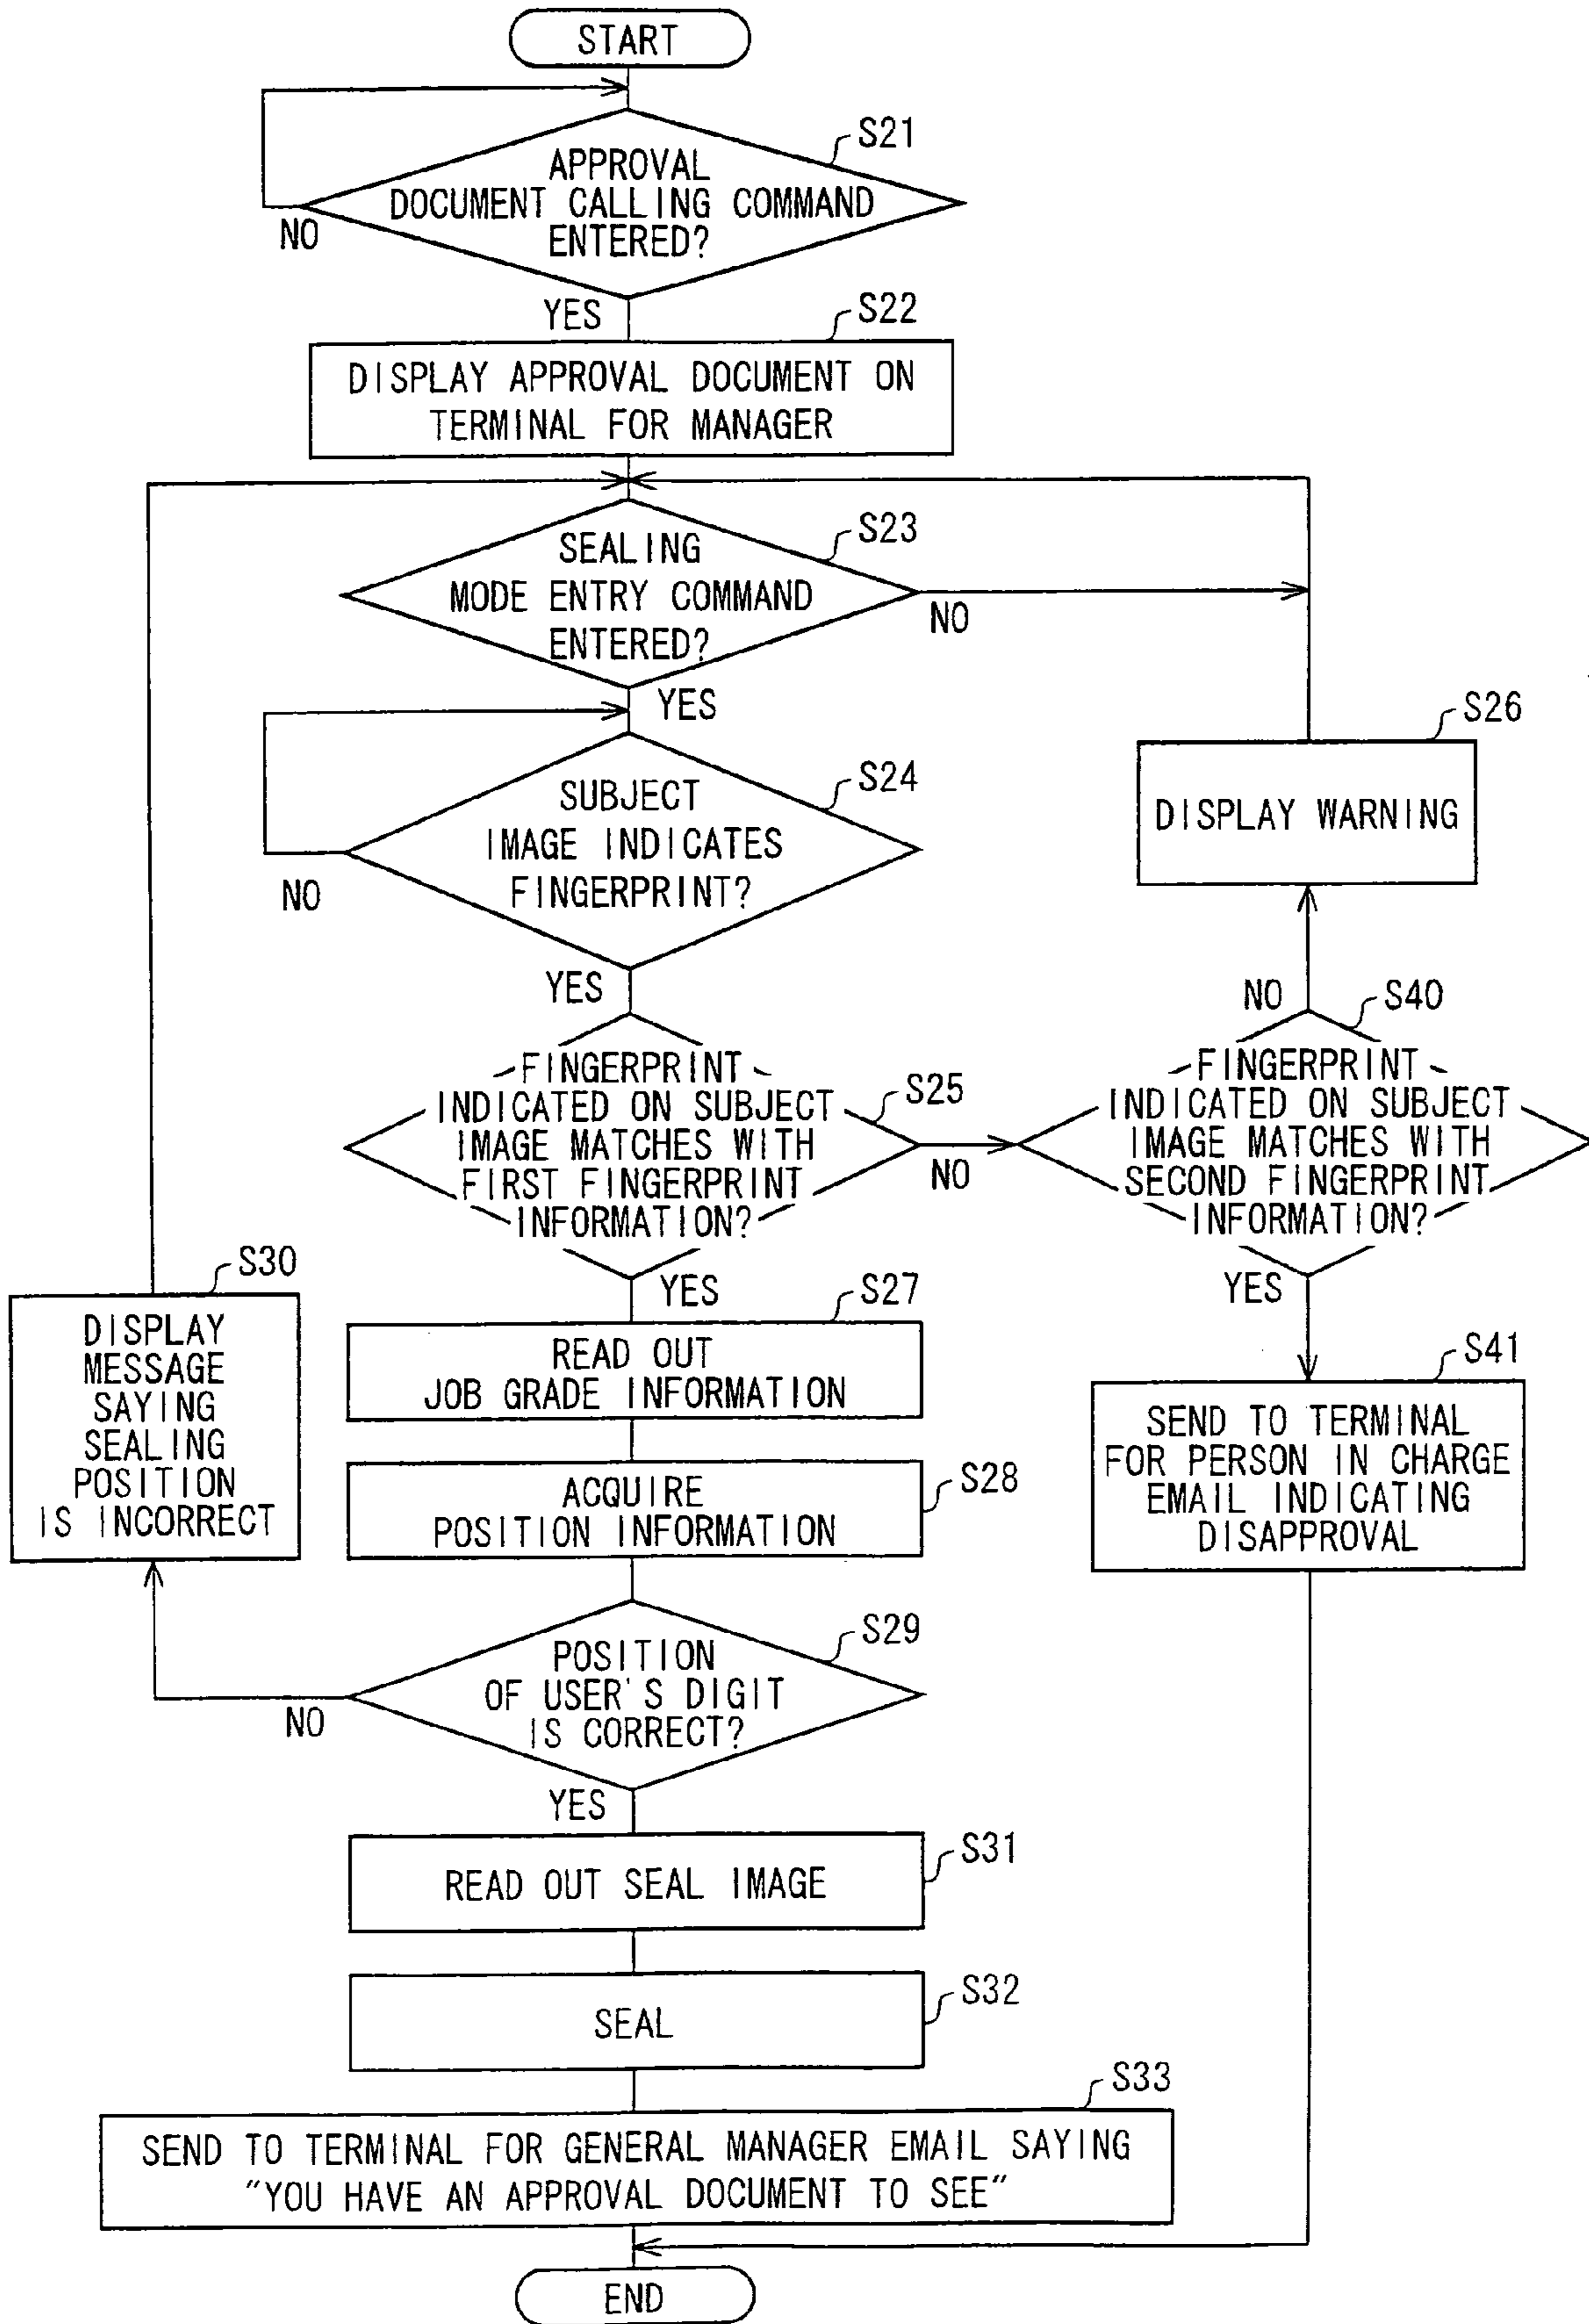 START
S21
APPROVAL
DOCUMENT CALLING COMMAND
ENTERED?
NO
YES
S22
DISPLAY APPROVAL DOCUMENT ON
TERMINAL FOR MANAGER
S23
SEALING
MODE ENTRY COMMAND
ENTERED?
NO
YES
S24
SUBJECT
IMAGE INDICATES
FINGERPRINT?
NO
YES
S26
DISPLAY WARNING
S25
FINGERPRINT
INDICATED ON SUBJECT
IMAGE MATCHES WITH
FIRST FINGERPRINT
INFORMATION?
NO
YES
NO
S40
FINGERPRINT
INDICATED ON SUBJECT
IMAGE MATCHES WITH
SECOND FINGERPRINT
INFORMATION?
YES
S30
DISPLAY
MESSAGE
SAYING
SEALING
POSITION
IS INCORRECT
S27
READ OUT
JOB GRADE INFORMATION
S41
SEND TO TERMINAL
FOR PERSON IN CHARGE
EMAIL INDICATING
DISAPPROVAL
S28
ACQUIRE
POSITION INFORMATION
S29
POSITION
OF USER'S DIGIT
IS CORRECT?
NO
YES
S31
READ OUT SEAL IMAGE
S32
SEAL
S33
SEND TO TERMINAL FOR GENERAL MANAGER EMAIL SAYING
"YOU HAVE AN APPROVAL DOCUMENT TO SEE"
END